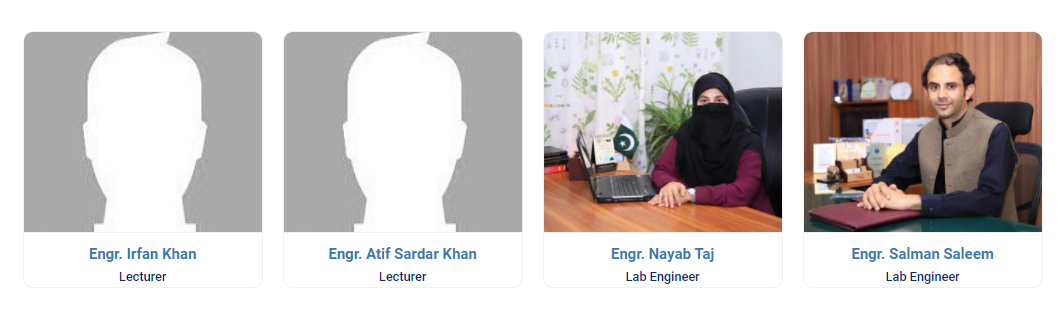 Engr. Irfan Khan
Lecturer
Engr. Atif Sardar Khan
Lecturer
Engr. Nayab Taj
Lab Engineer
Engr. Salman Saleem
Lab Engineer